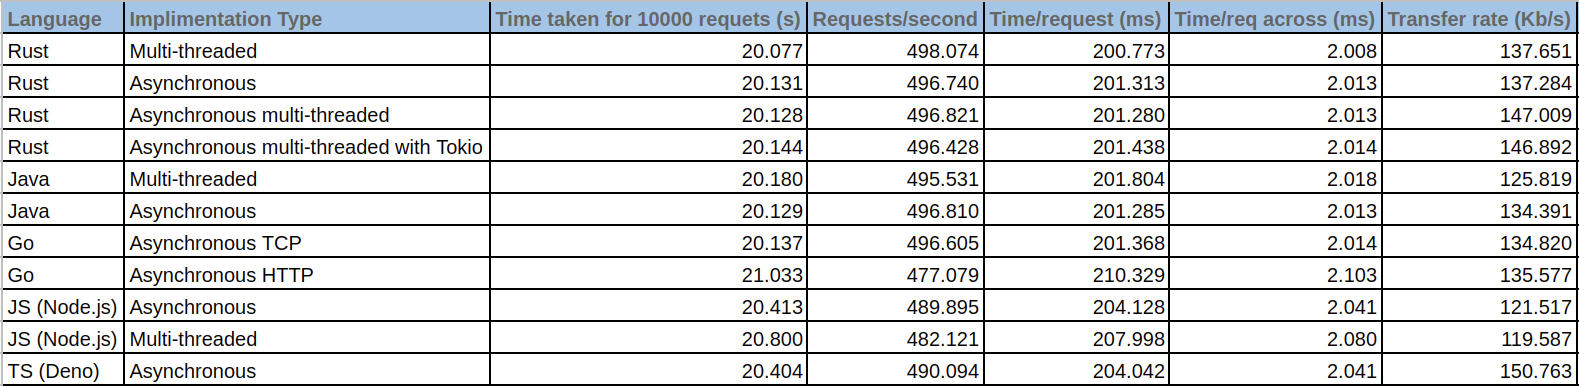 Language Implimentation Type Time taken for 10000 requets (s) Requests/second Time/request (ms) Time/req across (ms) Transfer rate (Kb/s)
Rust Multi-threaded 20.077 498.074 200.773 2.008 137.651
Rust Asynchronous 20.131 496.740 201.313 2.013 137.284
Rust Asynchronous multi-threaded 20.128 496.821 201.280 2.013 147.009
Rust Asynchronous multi-threaded with Tokio 20.144 496.428 201.438 2.014 146.892
Java Multi-threaded 20.180 495.531 201.804 2.018 125.819
Java Asynchronous 20.129 496.810 201.285 2.013 134.391
Go Asynchronous TCP 20.137 496.605 201.368 2.014 134.820
Go Asynchronous HTTP 21.033 477.079 210.329 2.103 135.577
JS (Node.js) Asynchronous 20.413 489.895 204.128 2.041 121.517
JS (Node.js) Multi-threaded 20.800 482.121 207.998 2.080 119.587
TS (Deno) Asynchronous 20.404 490.094 204.042 2.041 150.763